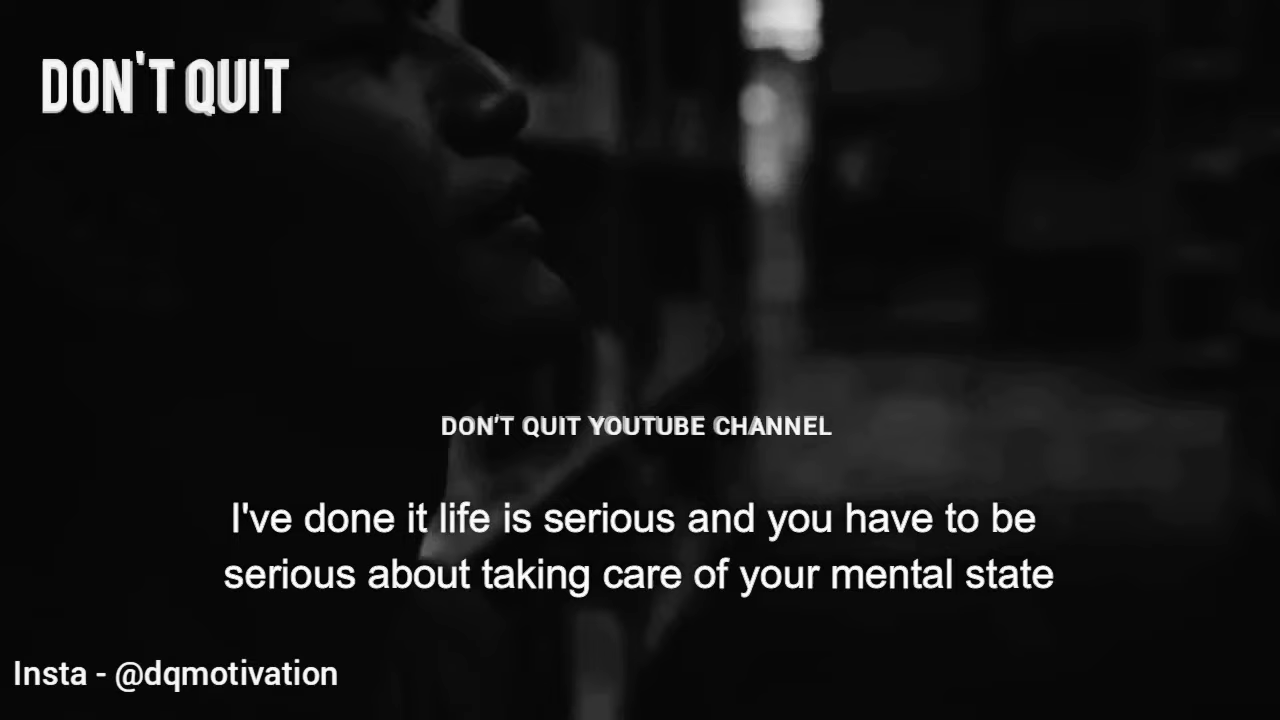 DON'T QUIT
DON'T QUIT YOUTUBE CHANNEL
I've done it life is serious and you have to be
serious about taking care of your mental state
Insta - @dqmotivation